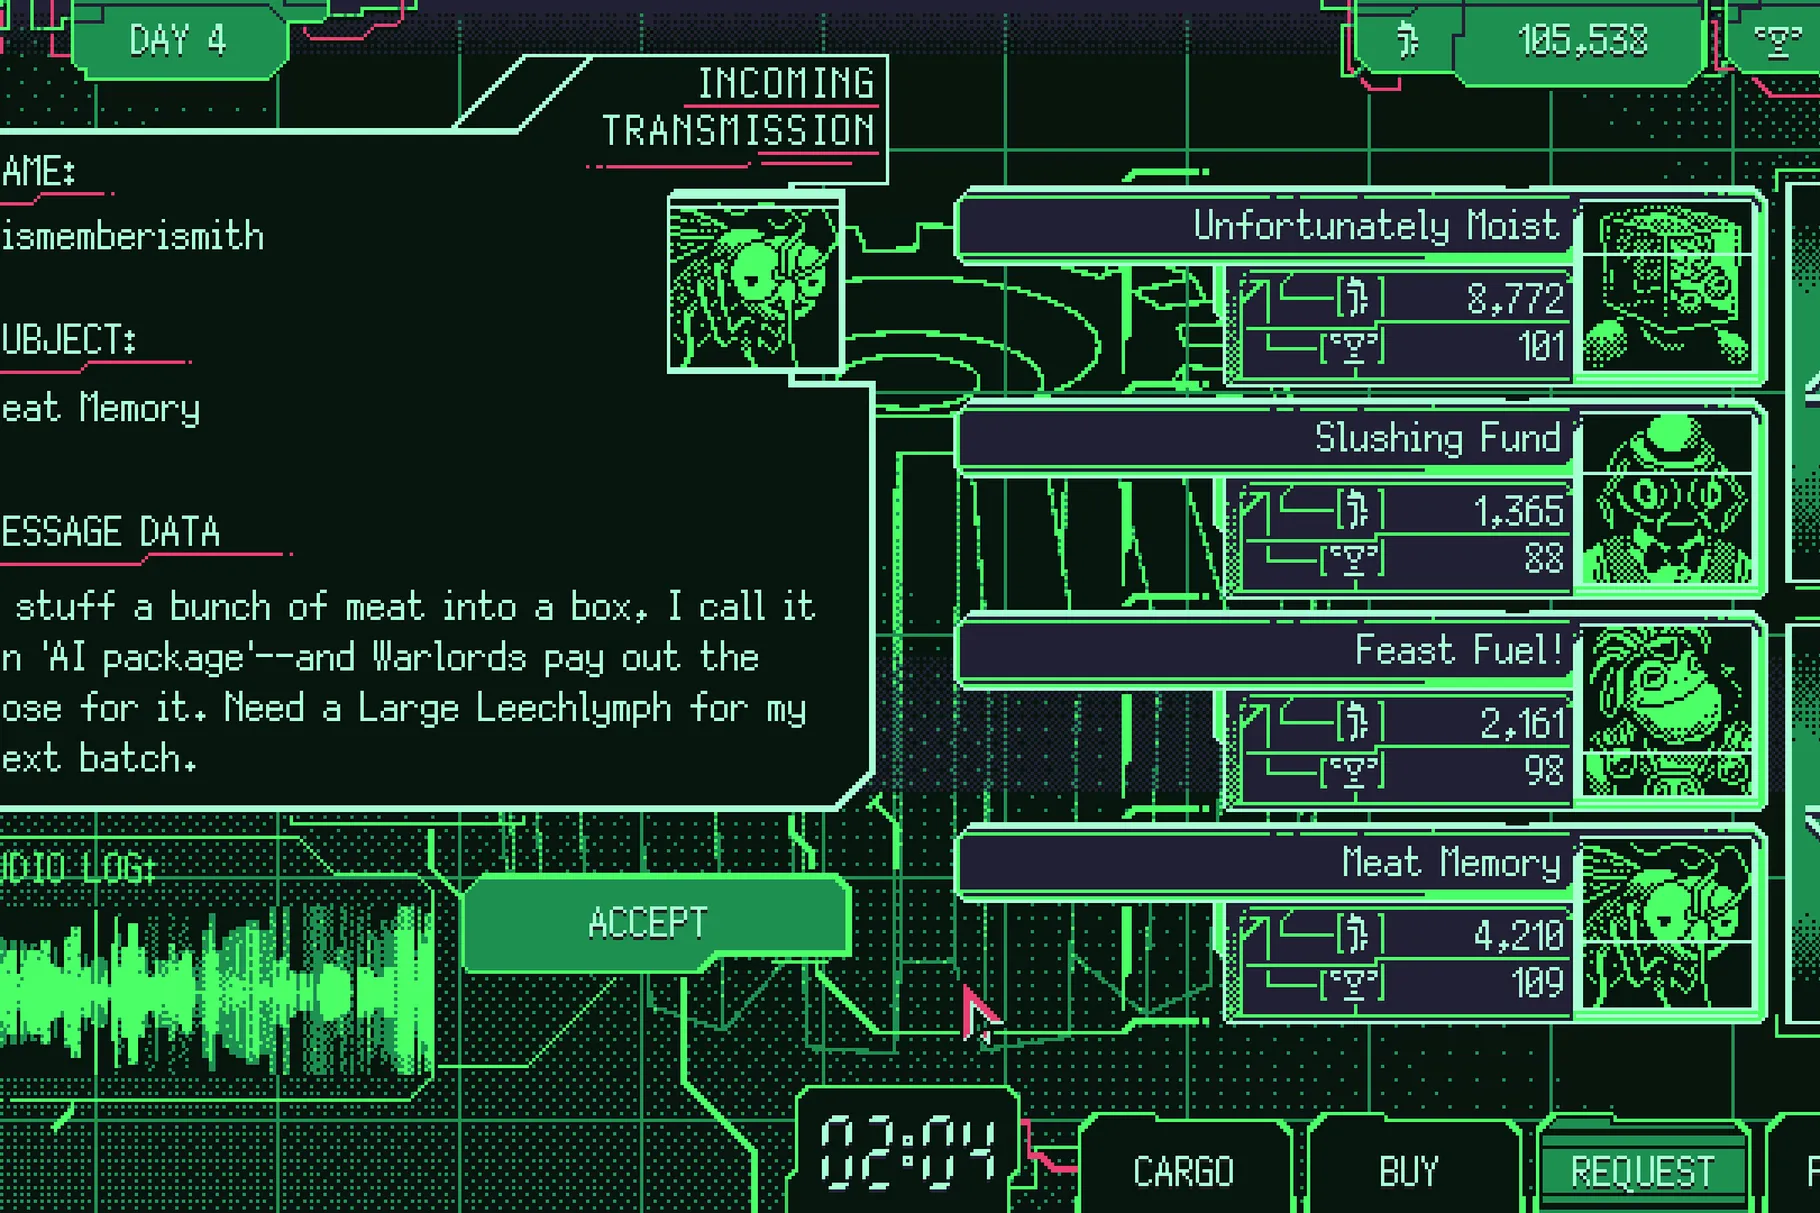 DAY 4
105,538
INCOMING
TRANSMISSION
AME:
ismemberismith
UBJECT:
eat Memory
ESSAGE DATA
stuff a bunch of meat into a box, I call it
n 'AI package'--and Warlords pay out the
ose for it. Need a Large Leechlymph for my
ext batch.
DIO LOG:
ACCEPT
Unfortunately Moist
8,772
101
Slushing Fund
1,365
88
Feast Fuel!
2,161
98
Meat Memory
4,210
109
02:04
CARGO
BUY
REQUEST